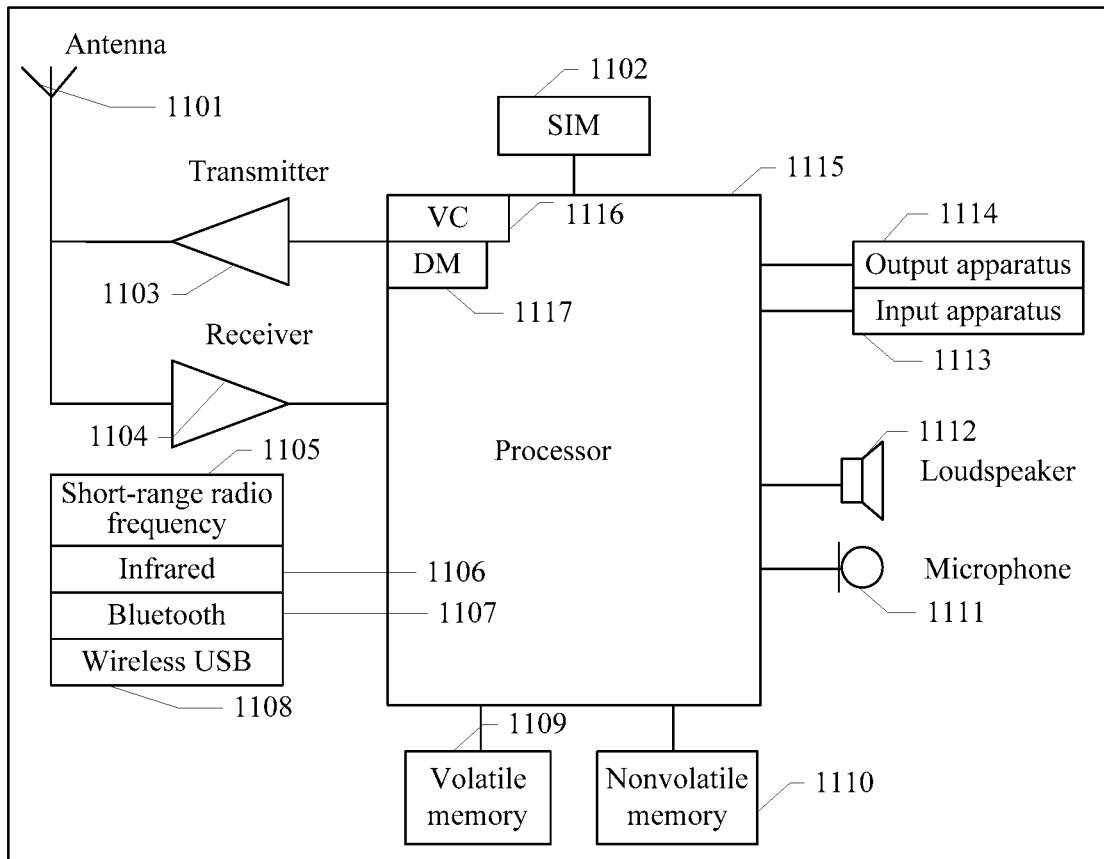 Antenna
1101
1102
SIM
Transmitter
1115
VC
1116
1114
DM
Output apparatus
1103
1117
Input apparatus
Receiver
1113
1104
1105
1112
Processor
Loudspeaker
Short-range radio
frequency
Infrared
1106
Microphone
Bluetooth
1107
1111
Wireless USB
1108
1109
Volatile
memory
Nonvolatile
memory
1110